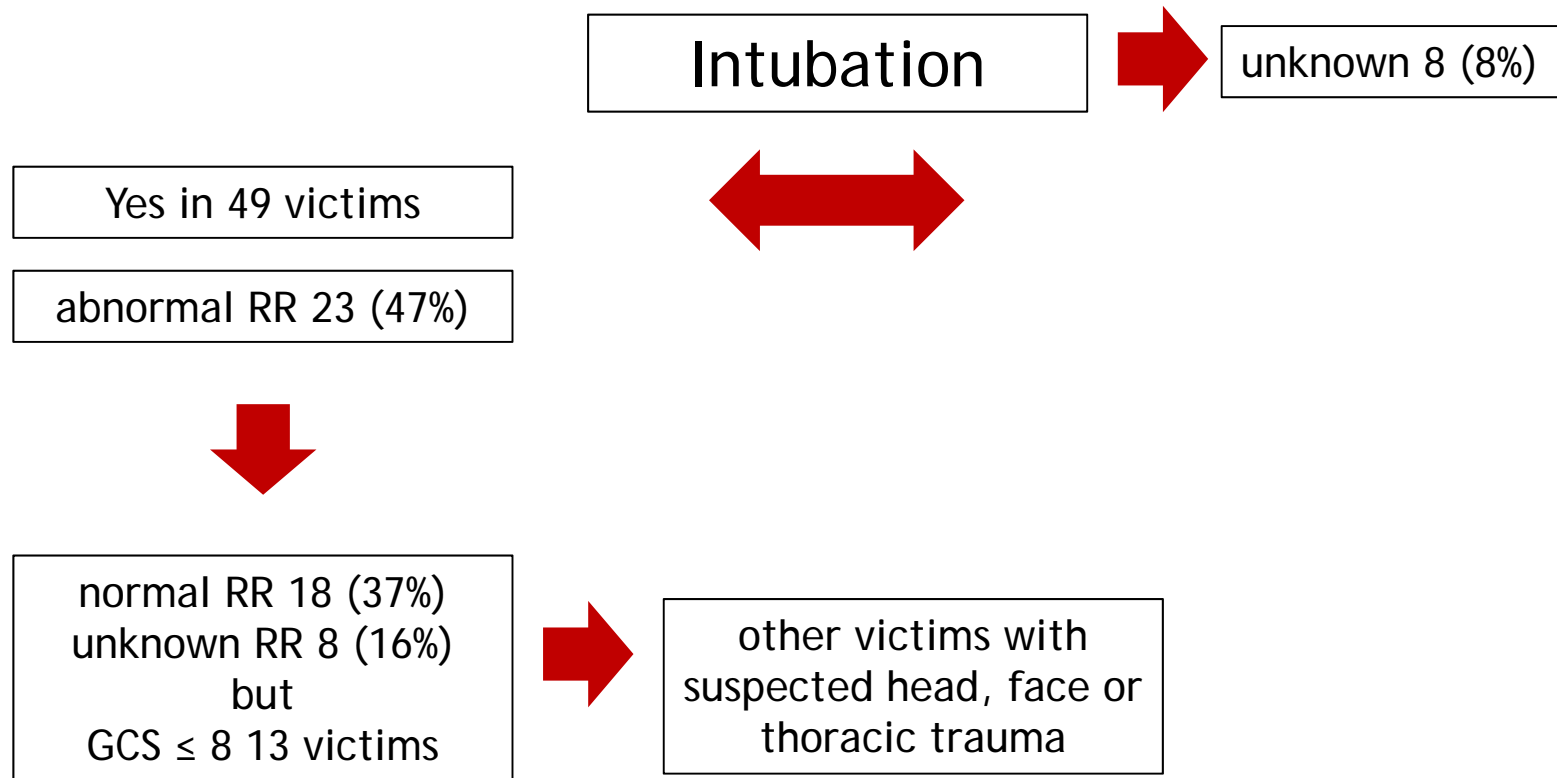 Intubation
unknown 8 (8%)
Yes in 49 victims
abnormal RR 23 (47%)
normal RR 18 (37%)
unknown RR 8 (16%)
but
GCS ≤ 8 13 victims
other victims with
suspected head, face or
thoracic trauma